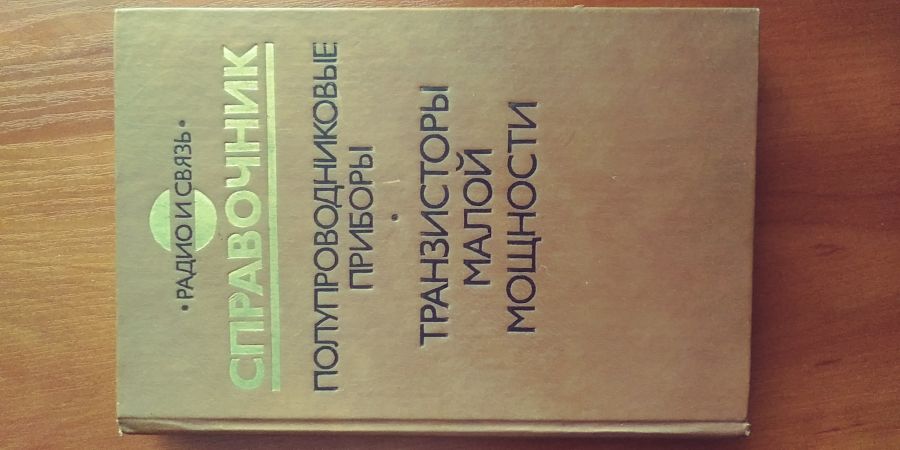 •РАДИО И СВЯЗЬ•
СПРАВОЧНИК
ПОЛУПРОВОДНИКОВЫЕ
ПРИБОРЫ
•
ТРАНЗИСТОРЫ
МАЛОЙ
МОЩНОСТИ